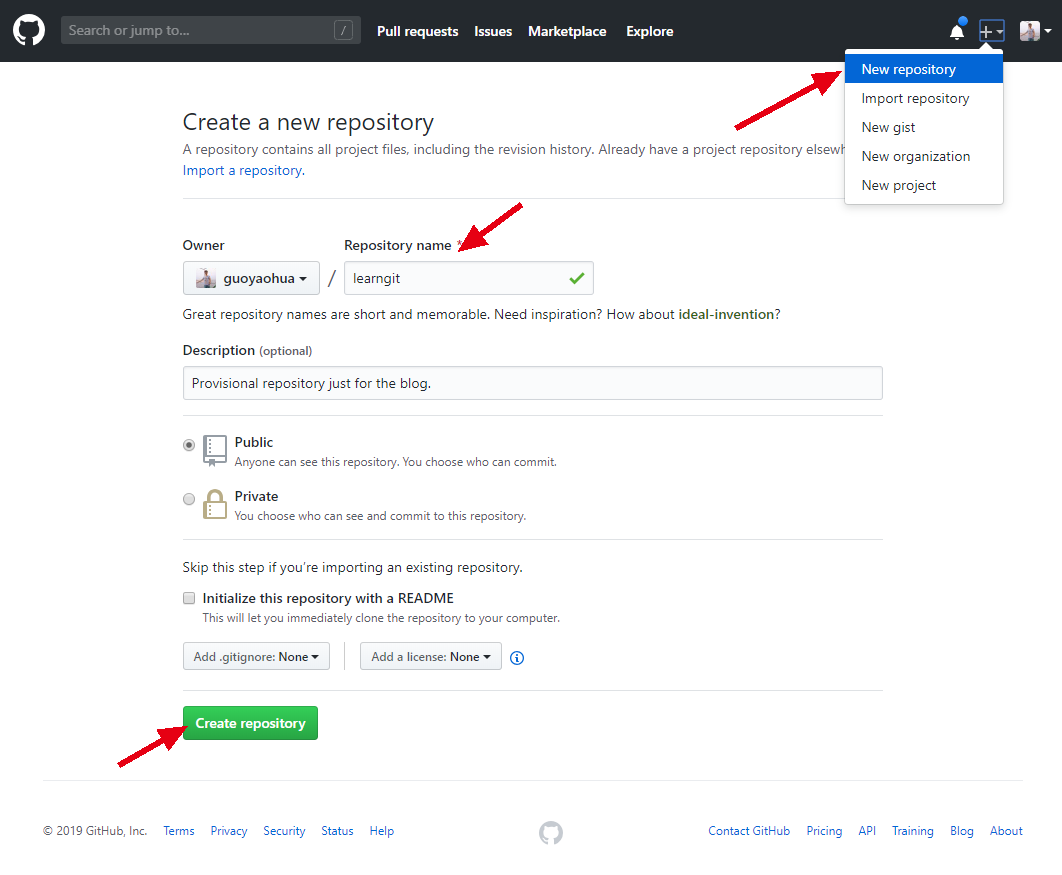 Search or jump to...
/
Pull requests
Issues
Marketplace
Explore
New repository
Import repository
New gist
New organization
New project
Create a new repository
A repository contains all project files, including the revision history. Already have a project repository
Import a repository.
Owner
Repository name *
guoyaohua
/
learngit
Great repository names are short and memorable. Need inspiration? How about ideal-invention?
Description (optional)
Provisional repository just for the blog.
Public
Anyone can see this repository. You choose who can commit.
Private
You choose who can see and commit to this repository.
Skip this step if you’re importing an existing repository.
Initialize this repository with a README
This will let you immediately clone the repository to your computer.
Add .gitignore: None
Add a license: None
Create repository
© 2019 GitHub, Inc.
Terms
Privacy
Security
Status
Help
Contact GitHub
Pricing
API
Training
Blog
About